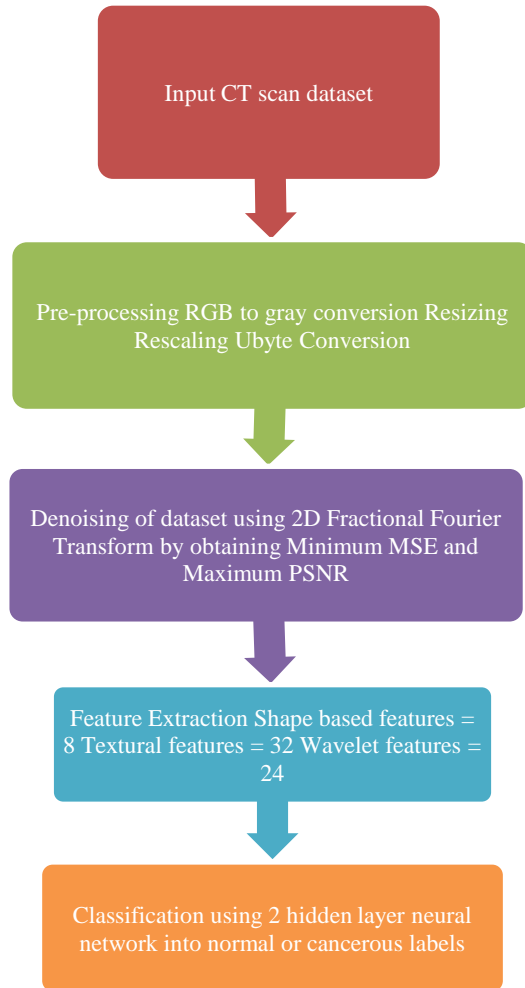 Input CT scan dataset
Pre-processing RGB to gray conversion Resizing
Rescaling Ubyte Conversion
Denoising of dataset using 2D Fractional Fourier
Transform by obtaining Minimum MSE and
Maximum PSNR
Feature Extraction Shape based features =
8 Textural features = 32 Wavelet features =
24
Classification using 2 hidden layer neural
network into normal or cancerous labels